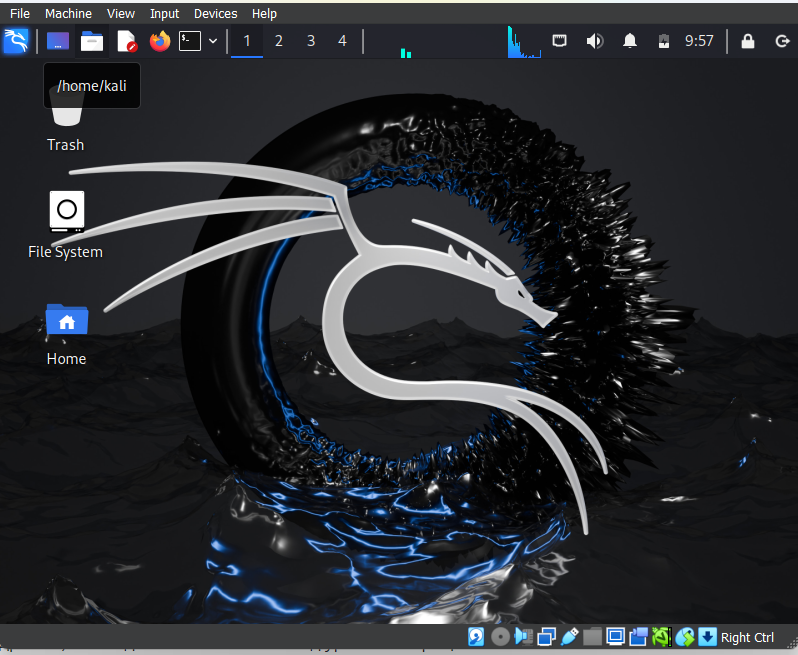 File Machine View Input Devices Help
1 2 3 4 9:57
/home/kali
Trash
File System
Home
Right Ctrl